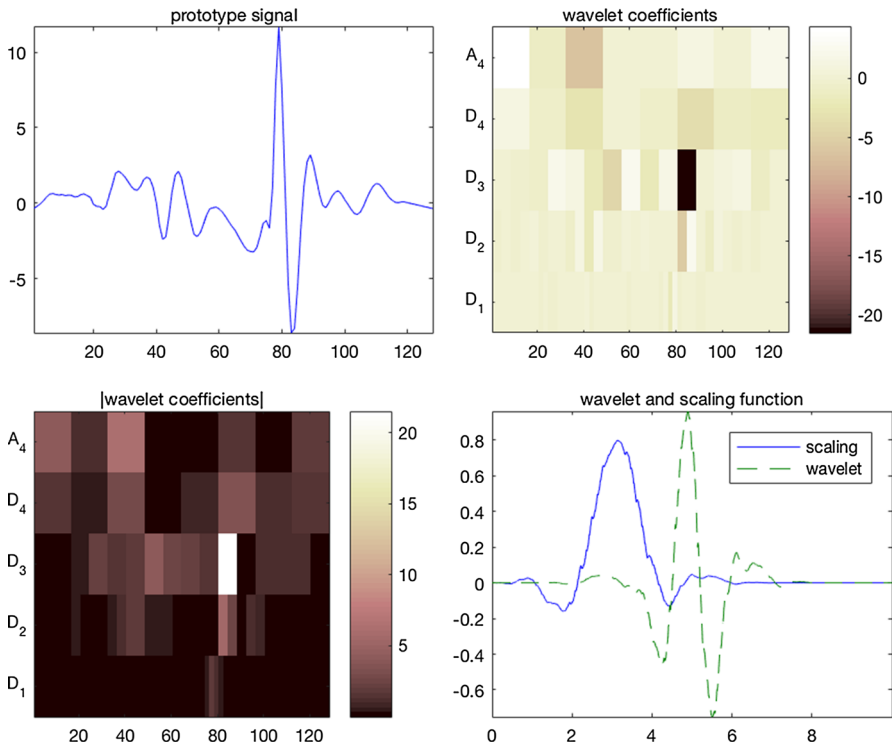 prototype signal
10
5
0
-5
20 40 60 80 100 120
wavelet coefficients
A4
D4
D3
D2
D1
20 40 60 80 100 120
0
-5
-10
-15
-20
|wavelet coefficients|
A4
D4
D3
D2
D1
20 40 60 80 100 120
20
15
10
5
wavelet and scaling function
0.8
0.6
0.4
0.2
0
-0.2
-0.4
-0.6
0 2 4 6 8
scaling
wavelet